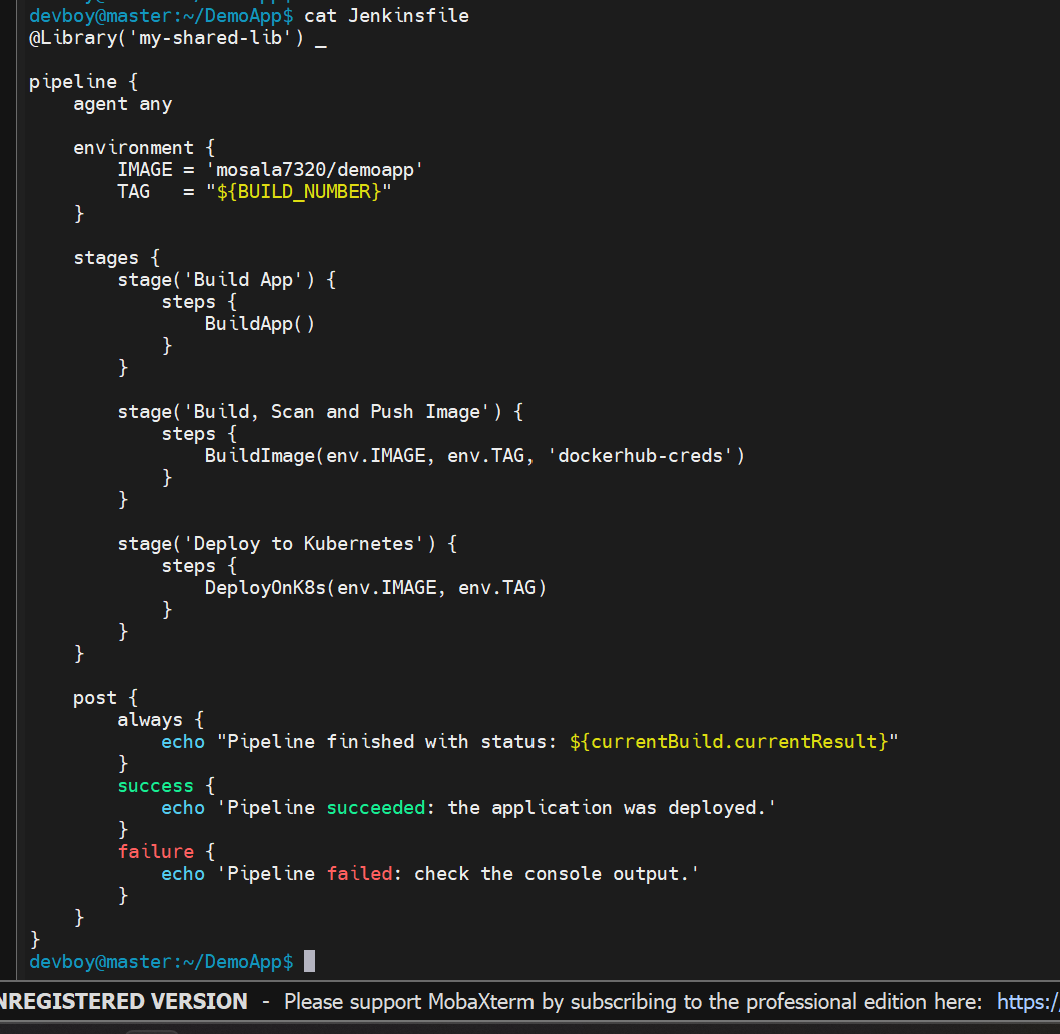 devboy@master:~/DemoApp$ cat Jenkinsfile
@Library('my-shared-lib') _

pipeline {
    agent any

    environment {
        IMAGE = 'mosala7320/demoapp'
        TAG   = "${BUILD_NUMBER}"
    }

    stages {
        stage('Build App') {
            steps {
                BuildApp()
            }
        }

        stage('Build, Scan and Push Image') {
            steps {
                BuildImage(env.IMAGE, env.TAG, 'dockerhub-creds')
            }
        }

        stage('Deploy to Kubernetes') {
            steps {
                DeployOnK8s(env.IMAGE, env.TAG)
            }
        }
    }

    post {
        always {
            echo "Pipeline finished with status: ${currentBuild.currentResult}"
        }
        success {
            echo 'Pipeline succeeded: the application was deployed.'
        }
        failure {
            echo 'Pipeline failed: check the console output.'
        }
    }
}
devboy@master:~/DemoApp$
NREGISTERED VERSION - Please support MobaXterm by subscribing to the professional edition here: https:/